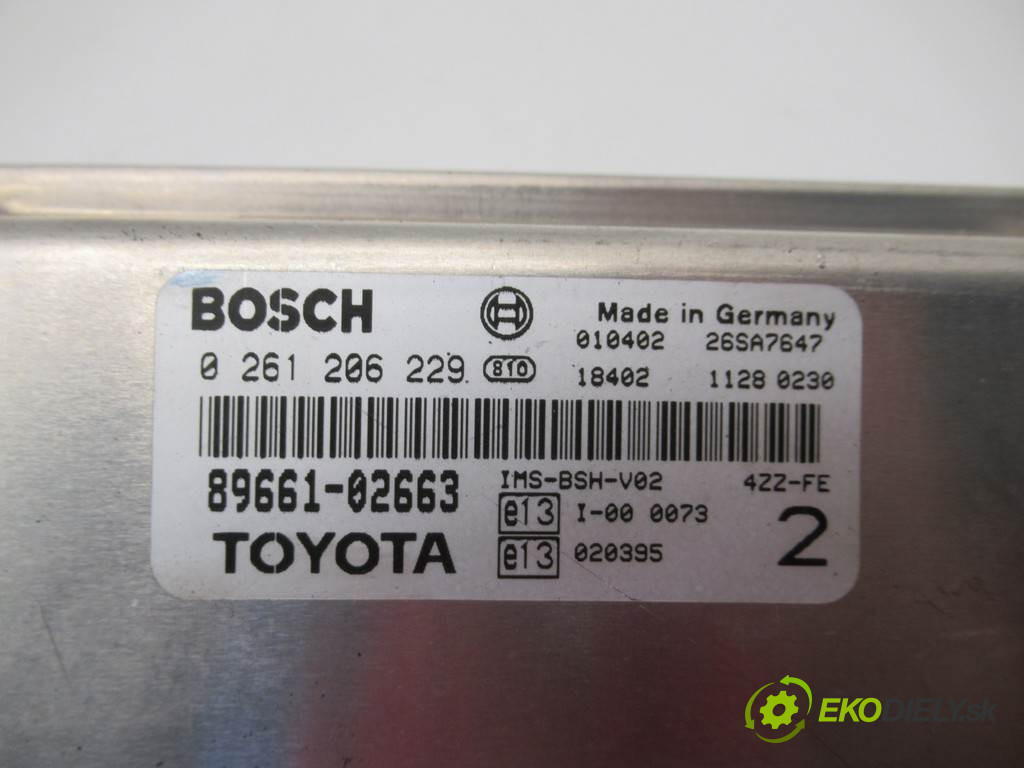 BOSCH Made in Germany
010402 26SA7647
0 261 206 229 810 18402 1128 0230
89661-02663 IMS-BSH-V02 4ZZ-FE
e13 I-00 0073 2
TOYOTA e13 020395
EKODIELY.sk